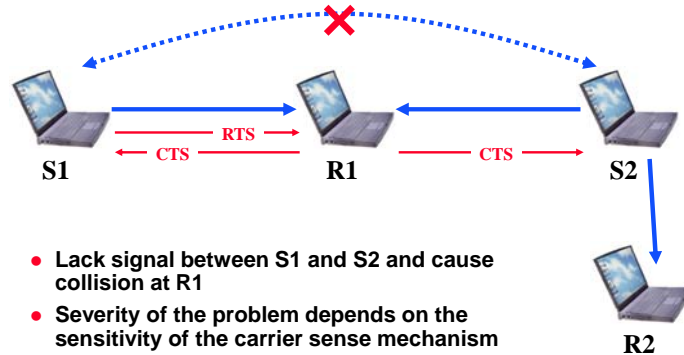 RTS
CTS
CTS
S1
R1
S2
● Lack signal between S1 and S2 and cause
collision at R1
● Severity of the problem depends on the
sensitivity of the carrier sense mechanism
R2